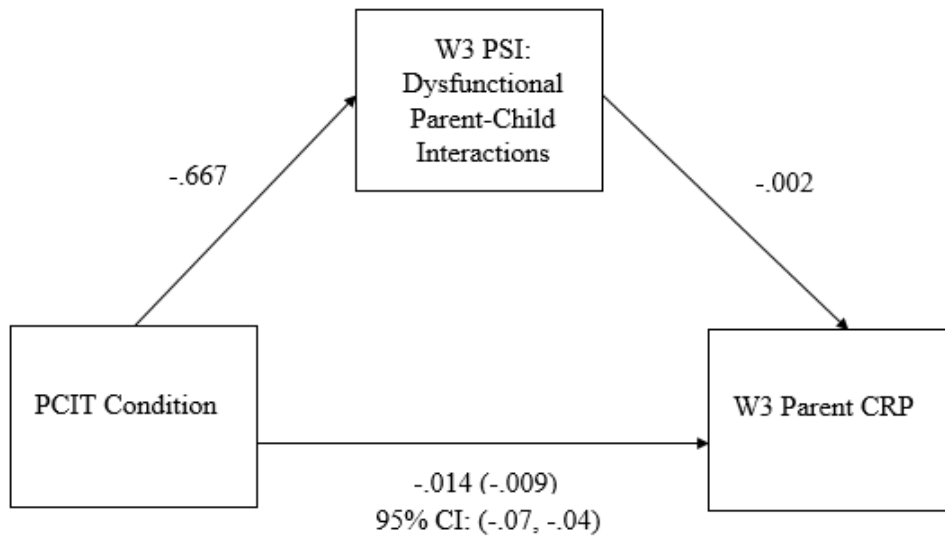 W3 PSI:
Dysfunctional
Parent-Child
Interactions
-.667
-.002
PCIT Condition
W3 Parent CRP
-.014 (-.009)
95% CI: (-.07, -.04)